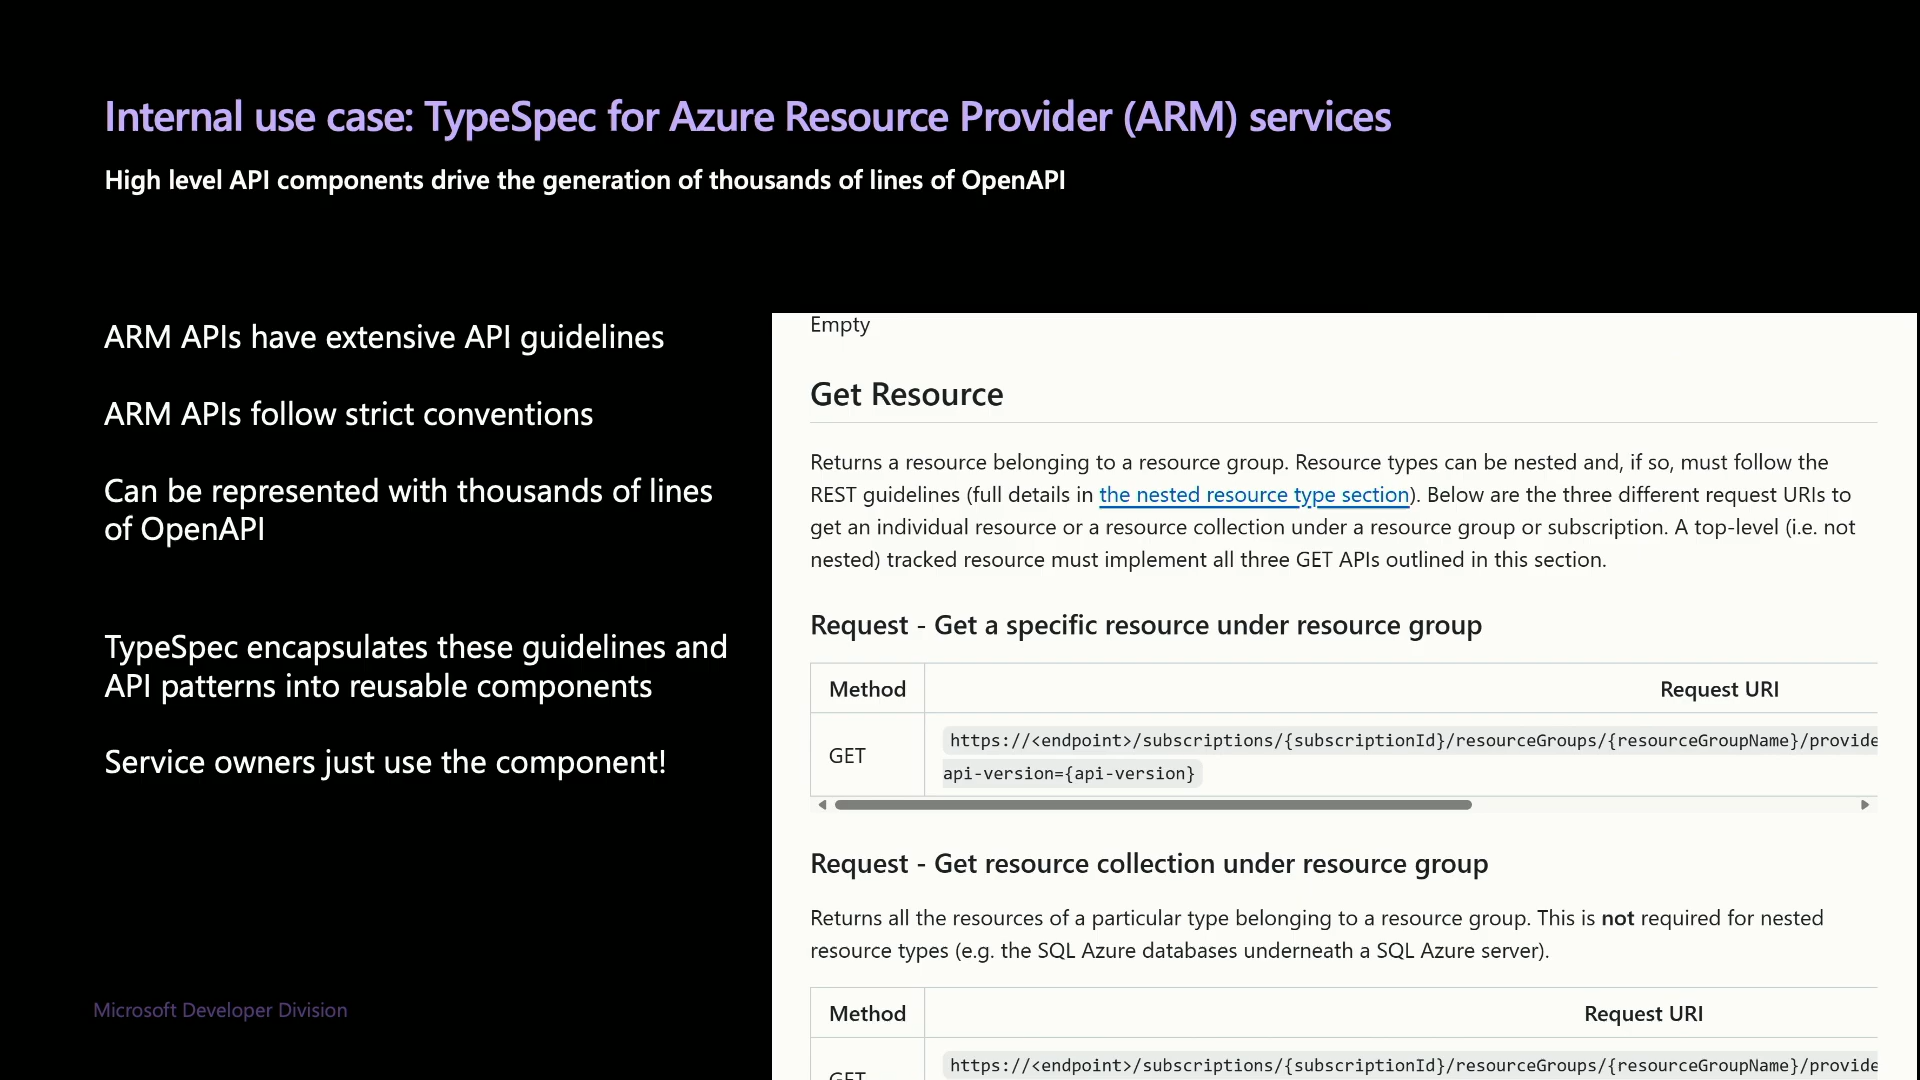 Internal use case: TypeSpec for Azure Resource Provider (ARM) services
High level API components drive the generation of thousands of lines of OpenAPI
ARM APIs have extensive API guidelines
ARM APIs follow strict conventions
Can be represented with thousands of lines
of OpenAPI
TypeSpec encapsulates these guidelines and
API patterns into reusable components
Service owners just use the component!
Microsoft Developer Division
Empty
Get Resource
Returns a resource belonging to a resource group. Resource types can be nested and, if so, must follow the
REST guidelines (full details in the nested resource type section). Below are the three different request URIs to
get an individual resource or a resource collection under a resource group or subscription. A top-level (i.e. not
nested) tracked resource must implement all three GET APIs outlined in this section.
Request - Get a specific resource under resource group
Method Request URI
GET https://<endpoint>/subscriptions/{subscriptionId}/resourceGroups/{resourceGroupName}/provide
api-version={api-version}
Request - Get resource collection under resource group
Returns all the resources of a particular type belonging to a resource group. This is not required for nested
resource types (e.g. the SQL Azure databases underneath a SQL Azure server).
Method Request URI
GET https://<endpoint>/subscriptions/{subscriptionId}/resourceGroups/{resourceGroupName}/provide